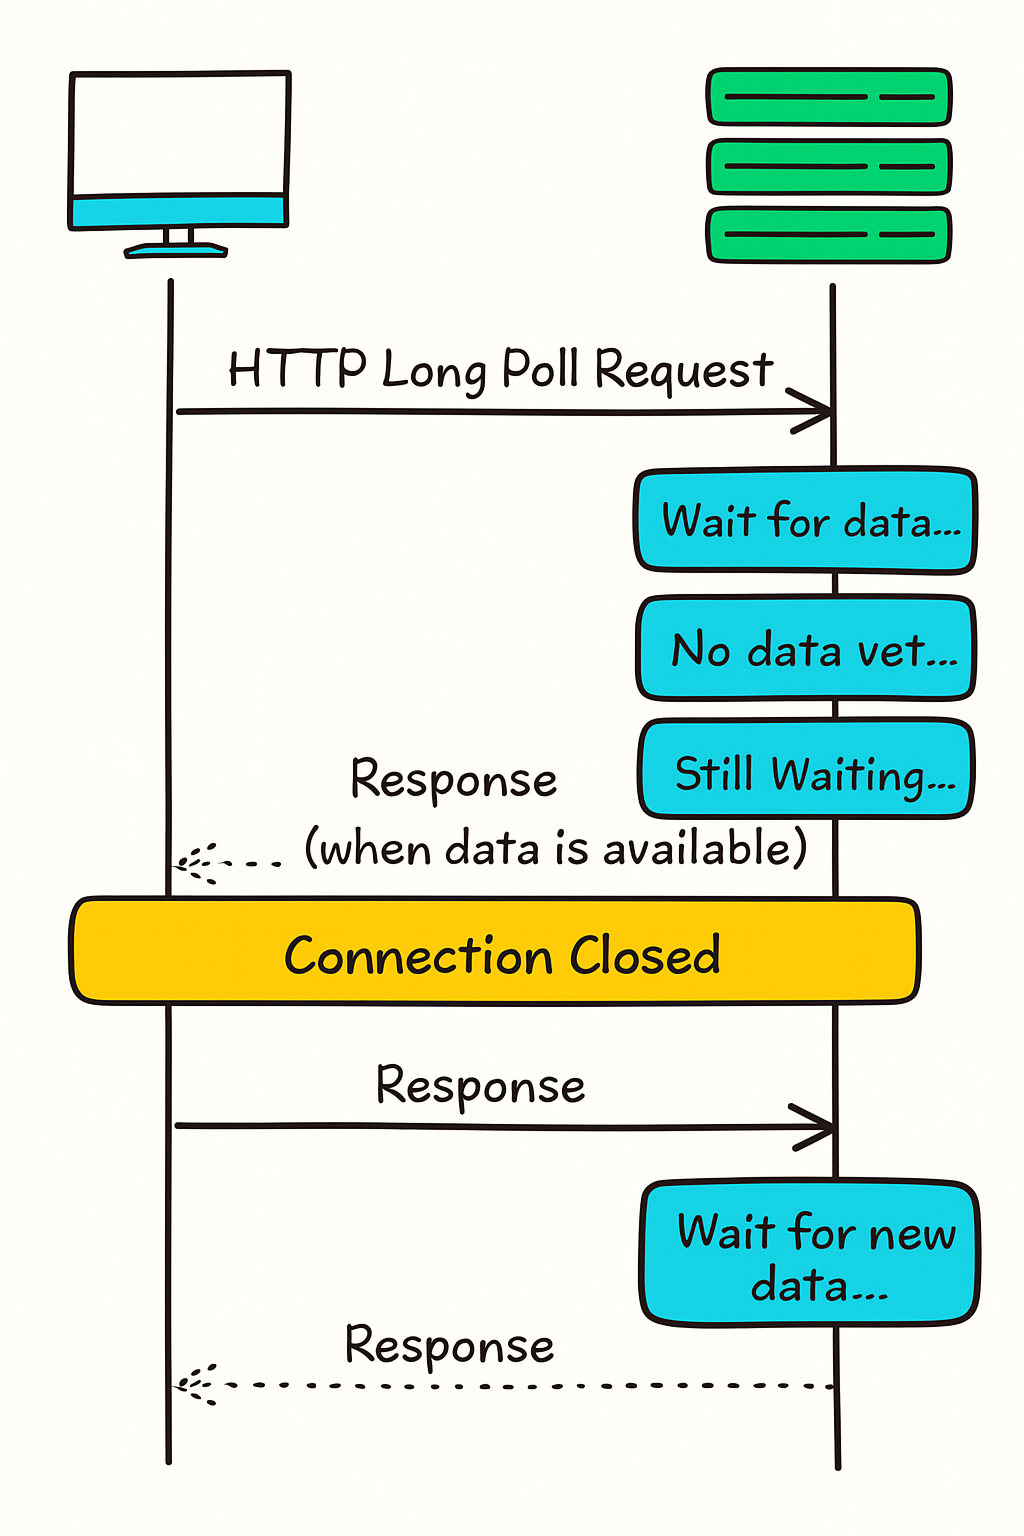 HTTP Long Poll Request
Wait for data...
No data vet...
Still Waiting...
Response
(when data is available)
Connection Closed
Response
Wait for new
data...
Response